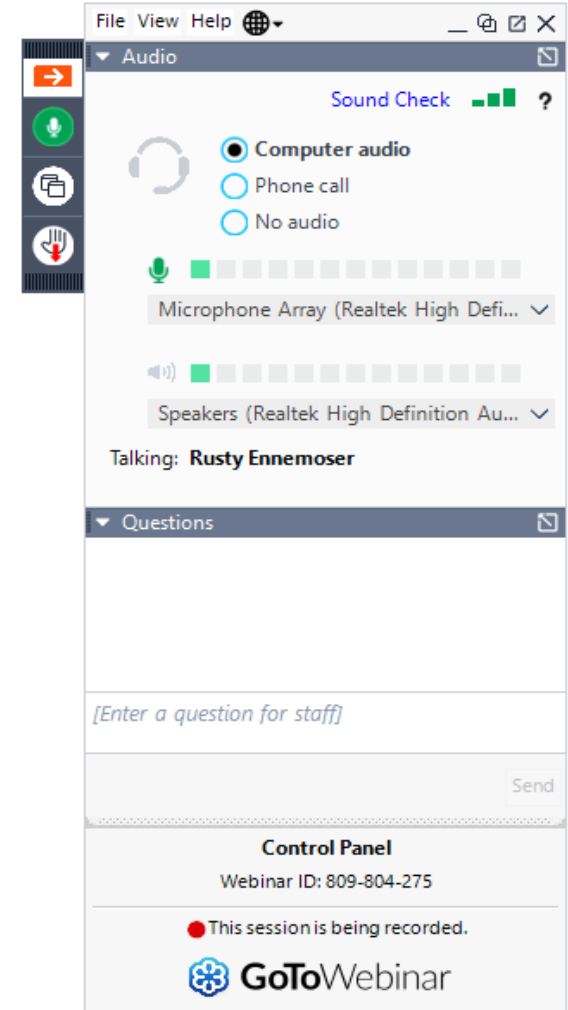 File View Help
Audio
Sound Check ?
Computer audio
Phone call
No audio
Microphone Array (Realtek High Defi...
Speakers (Realtek High Definition Au...
Talking: Rusty Ennemoser
Questions
[Enter a question for staff]
Send
Control Panel
Webinar ID: 809-804-275
This session is being recorded.
GoToWebinar